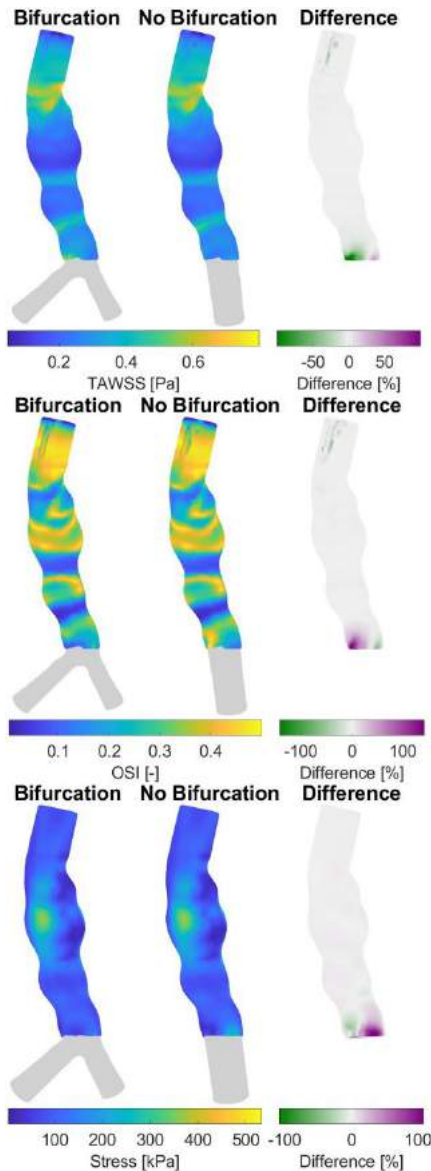 Bifurcation No Bifurcation Difference
0.2 0.4 0.6 -50 0 50
TAWSS [Pa] Difference [%]
Bifurcation No Bifurcation Difference
0.1 0.2 0.3 0.4 -100 0 100
OSI [-] Difference [%]
Bifurcation No Bifurcation Difference
100 200 300 400 500 -100 0 100
Stress [kPa] Difference [%]